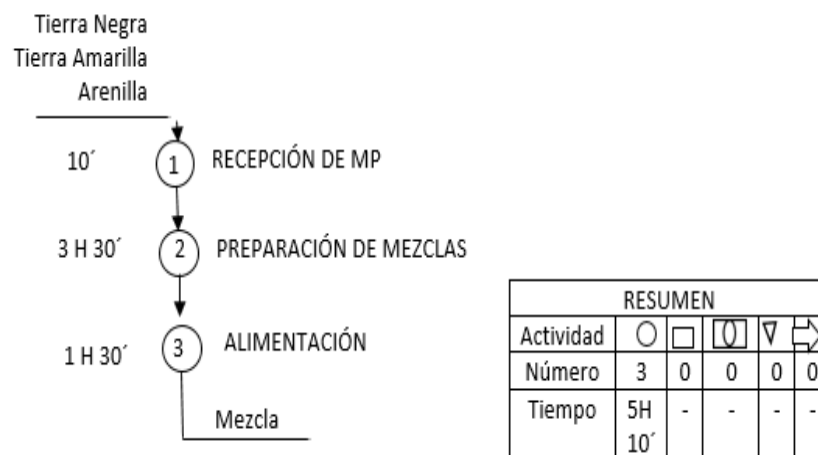 Tierra Negra
Tierra Amarilla
Arenilla
10´ 1 RECEPCIÓN DE MP
3 H 30´ 2 PREPARACIÓN DE MEZCLAS
1 H 30´ 3 ALIMENTACIÓN
Mezcla
RESUMEN
Actividad
Número 3 0 0 0 0
Tiempo 5H - - - -
10´